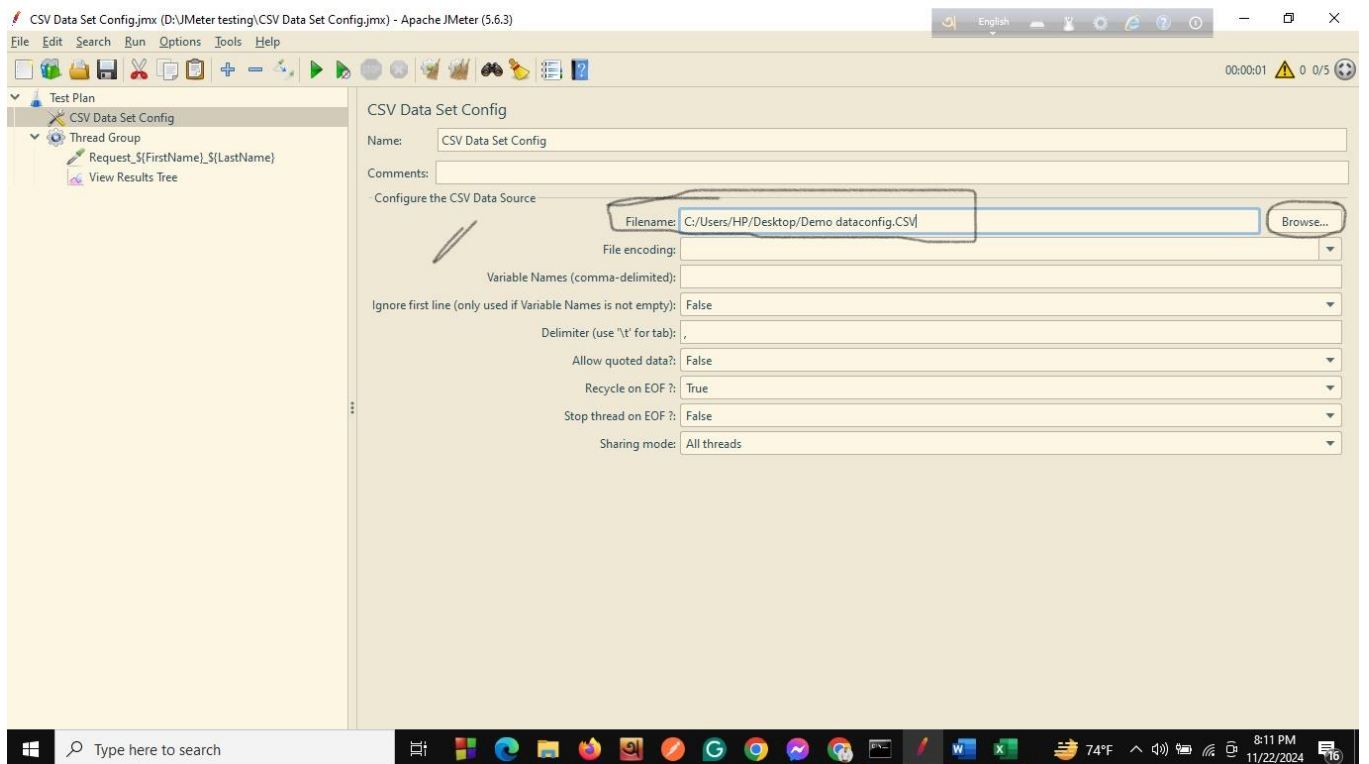 CSV Data Set Config.jmx (D:\JMeter testing\CSV Data Set Config.jmx) - Apache JMeter (5.6.3)
English
File Edit Search Run Options Tools Help
00:00:01 0 0/5
Test Plan
CSV Data Set Config
Thread Group
Request_${FirstName}_${LastName}
View Results Tree
CSV Data Set Config
Name: CSV Data Set Config
Comments:
Configure the CSV Data Source
Filename: C:/Users/HP/Desktop/Demo dataconfig.CSV Browse...
File encoding:
Variable Names (comma-delimited):
Ignore first line (only used if Variable Names is not empty): False
Delimiter (use '\t' for tab): ,
Allow quoted data?: False
Recycle on EOF ?: True
Stop thread on EOF ?: False
Sharing mode: All threads
Type here to search
74°F
8:11 PM
11/22/2024
16